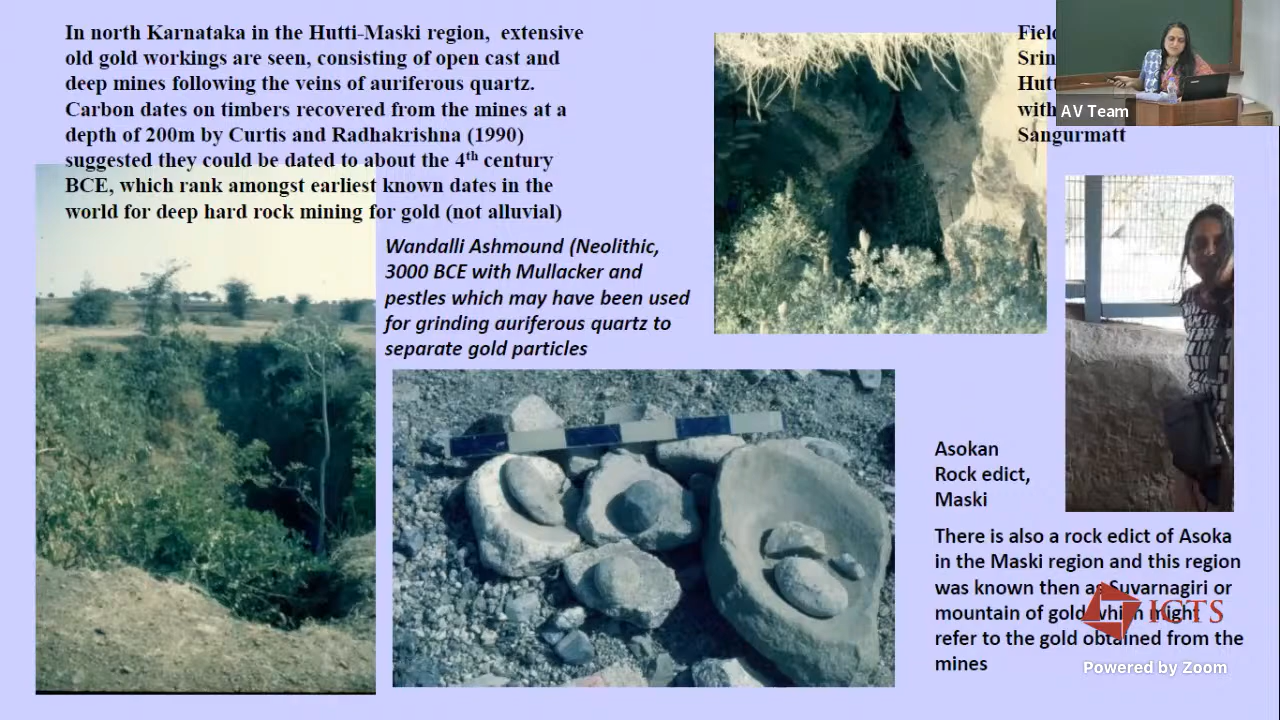 In north Karnataka in the Hutti-Maski region, extensive
old gold workings are seen, consisting of open cast and
deep mines following the veins of auriferous quartz.
Carbon dates on timbers recovered from the mines at a
depth of 200m by Curtis and Radhakrishna (1990)
suggested they could be dated to about the 4th century
BCE, which rank amongst earliest known dates in the
world for deep hard rock mining for gold (not alluvial)
Wandalli Ashmound (Neolithic,
3000 BCE with Mullacker and
pestles which may have been used
for grinding auriferous quartz to
separate gold particles
with
Sangurmatt
AV Team
Asokan
Rock edict,
Maski
There is also a rock edict of Asoka
in the Maski region and this region
was known then as Suvarnagiri or
mountain of gold which might
refer to the gold obtained from the
mines
ICTS
Powered by Zoom